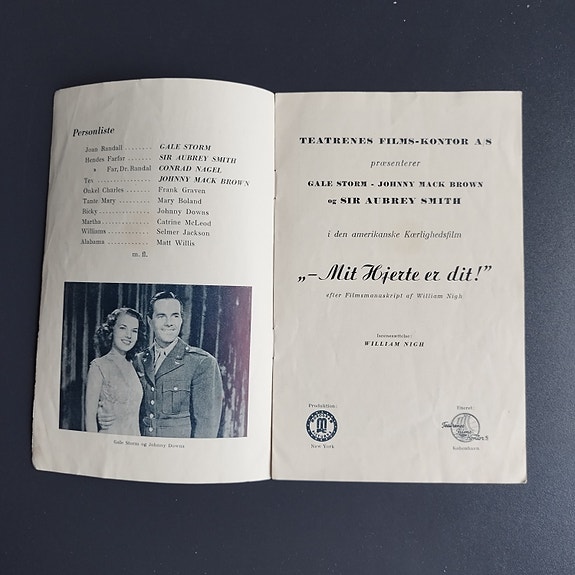 Personliste
Joan Randall ........ GALE STORM
Hendes Farfar ........ SIR AUBREY SMITH
» Far, Dr. Randal CONRAD NAGEL
Tex ............. JOHNNY MACK BROWN
Onkel Charles ........ Frank Graven
Tante Mary ........ Mary Boland
Ricky ............. Johnny Downs
Martha ............ Catrine McLeod
Williams ........... Selmer Jackson
Alabama ............ Matt Willis
m. fl.
Gale Storm og Johnny Downs
TEATRENES FILMS-KONTOR A/S
præsenterer
GALE STORM - JOHNNY MACK BROWN
og SIR AUBREY SMITH
i den amerikanske Kærlighedsfilm
„—Mit Hjerte er dit!”
efter Filmsmanuskript af William Nigh
Iscenesættelse:
WILLIAM NIGH
Produktion:
New-York
Eneret:
Teatrenes
Films
Kontor
København